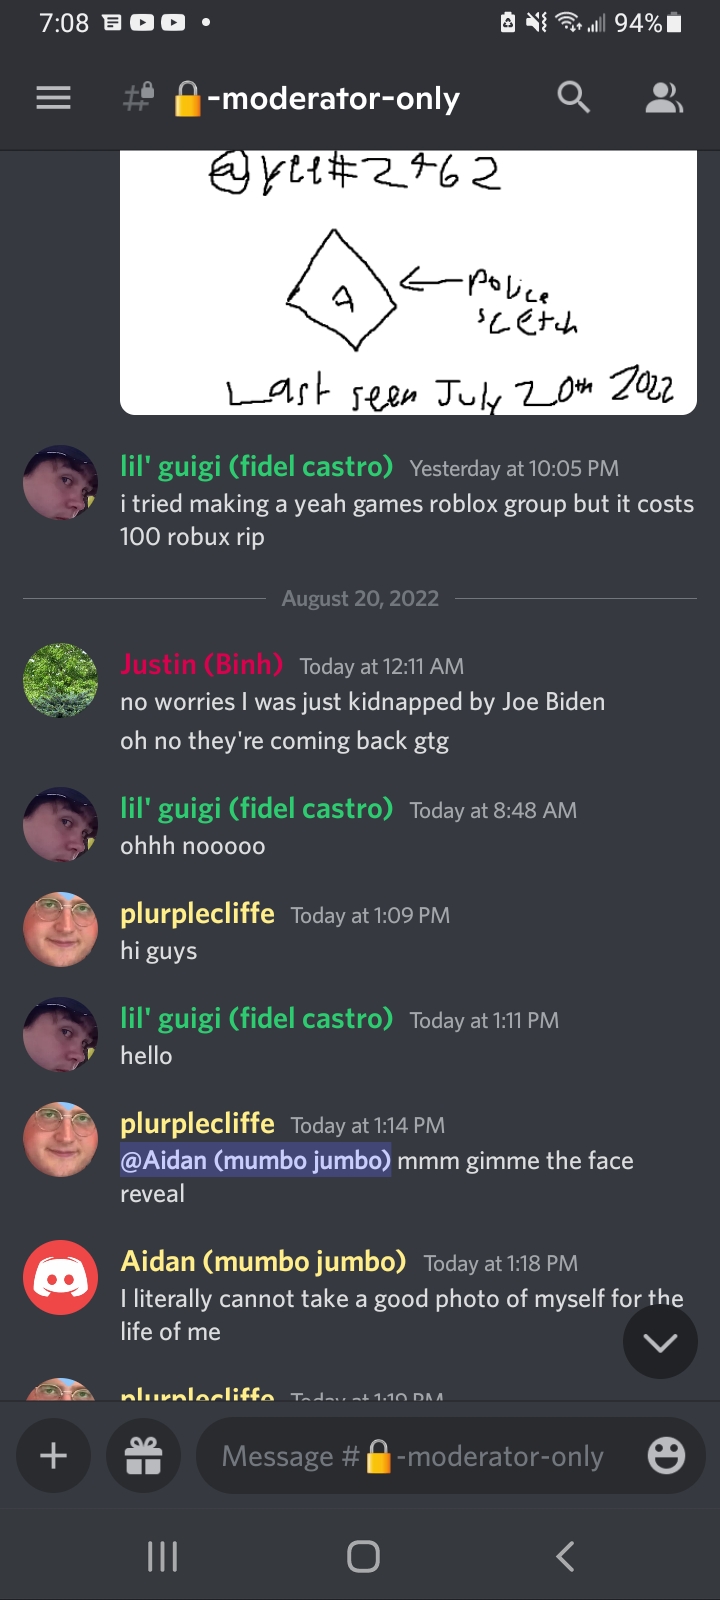 7:08
94%
#🔒-moderator-only
@yee#2462
A
Police
scetch
Last seen July 20th 2022
lil' guigi (fidel castro) Yesterday at 10:05 PM
i tried making a yeah games roblox group but it costs
100 robux rip
August 20, 2022
Justin (Binh) Today at 12:11 AM
no worries I was just kidnapped by Joe Biden
oh no they're coming back gtg
lil' guigi (fidel castro) Today at 8:48 AM
ohhh nooooo
plurplecliffe Today at 1:09 PM
hi guys
lil' guigi (fidel castro) Today at 1:11 PM
hello
plurplecliffe Today at 1:14 PM
@Aidan (mumbo jumbo) mmm gimme the face
reveal
Aidan (mumbo jumbo) Today at 1:18 PM
I literally cannot take a good photo of myself for the
life of me
plurplecliffe Today at 1:19 PM
Message #🔒-moderator-only